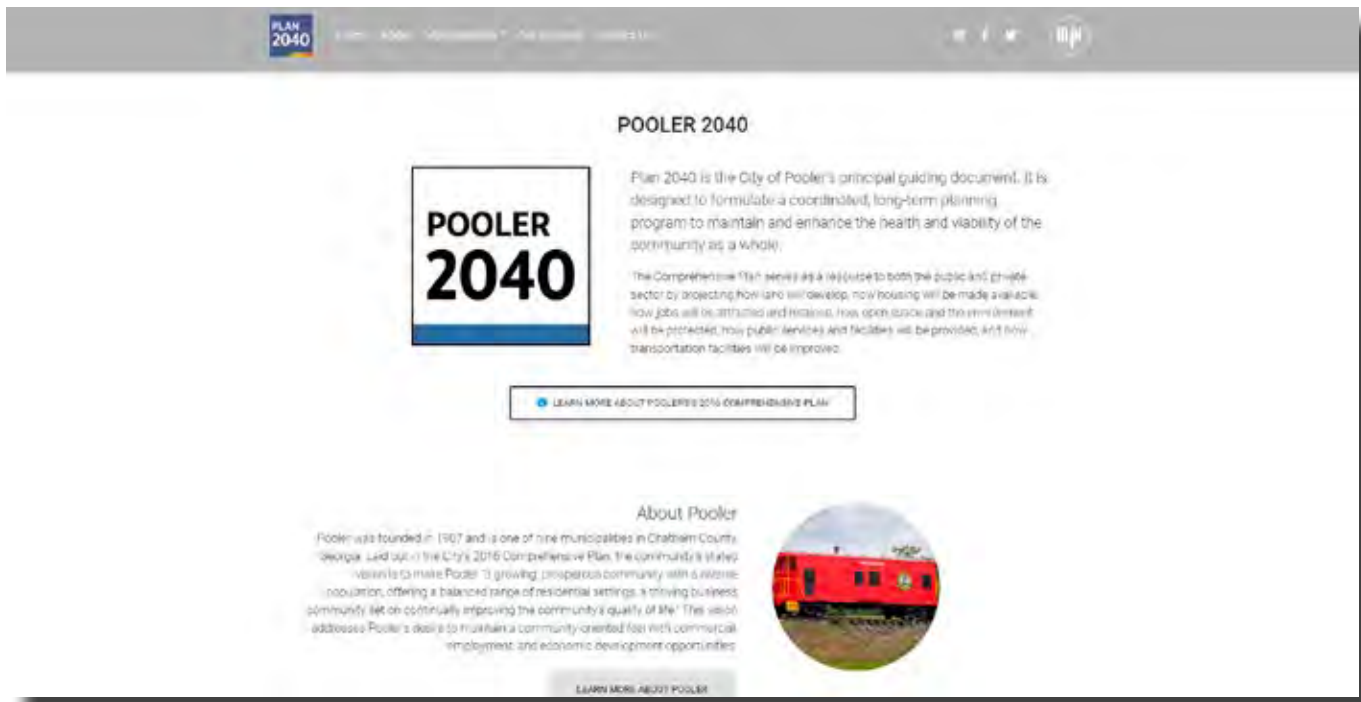 PLAN
2040
POOLER 2040
POOLER
2040
Plan 2040 is the City of Pooler's principal guiding document. It is
designed to formulate a coordinated, long-term planning
program to maintain and enhance the health and viability of the
community as a whole.
The Comprehensive Plan serves as a resource to both the public and private
sector by projecting how land will develop, how housing will be made available,
how jobs will be attracted and retained, how open space and the environment
will be protected, how public services and facilities will be provided, and how
transportation facilities will be improved.
LEARN MORE ABOUT POOLER'S 2016 COMPREHENSIVE PLAN
About Pooler
Pooler was founded in 1907 and is one of nine municipalities in Chatham County,
Georgia. Laid out in the City's 2016 Comprehensive Plan, the community's stated
vision is to make Pooler "a growing, prosperous community with a diverse
population, offering a balanced range of residential settings, a thriving business
community set on continually improving the community's quality of life." This vision
addresses Pooler's desire to maintain a community-oriented feel with commercial,
employment, and economic development opportunities.
LEARN MORE ABOUT POOLER